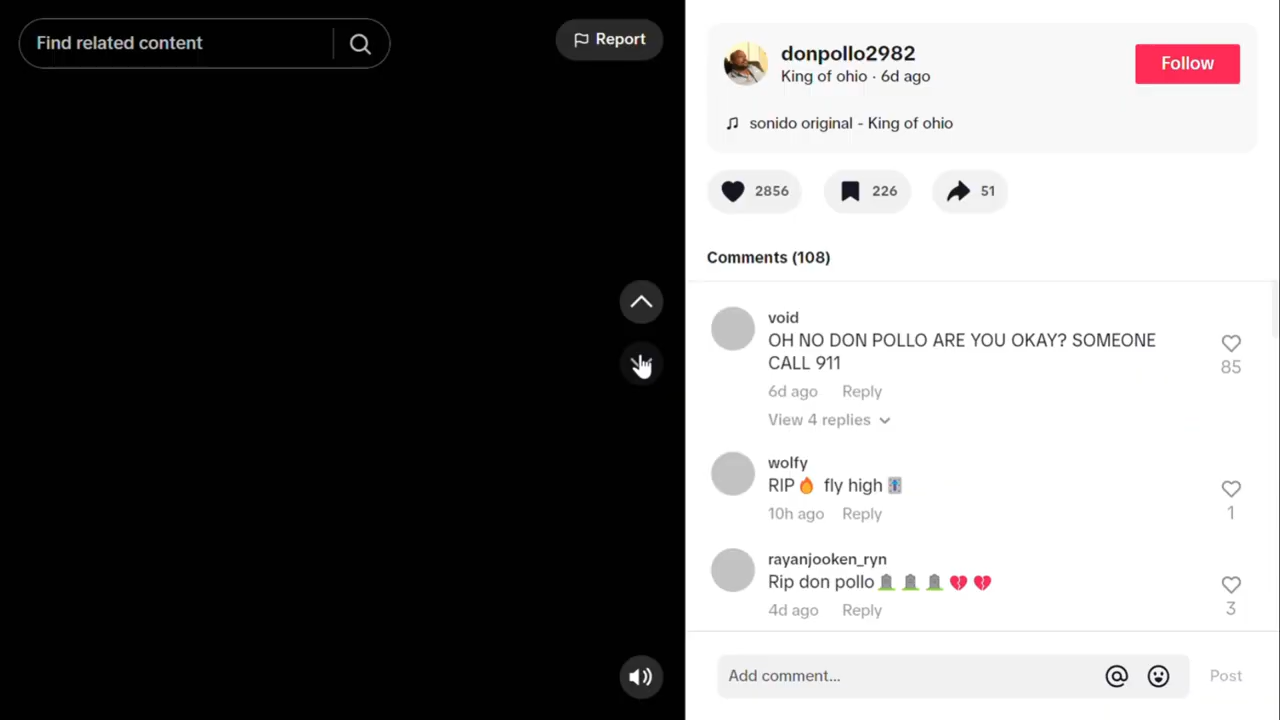 Find related content
Report
donpollo2982
King of ohio · 6d ago
Follow
sonido original - King of ohio
2856
226
51
Comments (108)
void
OH NO DON POLLO ARE YOU OKAY? SOMEONE
CALL 911
85
6d ago Reply
View 4 replies
wolfy
RIP🔥 fly high
1
10h ago Reply
rayanjooken_ryn
Rip don pollo🪦🪦🪦💔💔
3
4d ago Reply
Add comment...
Post